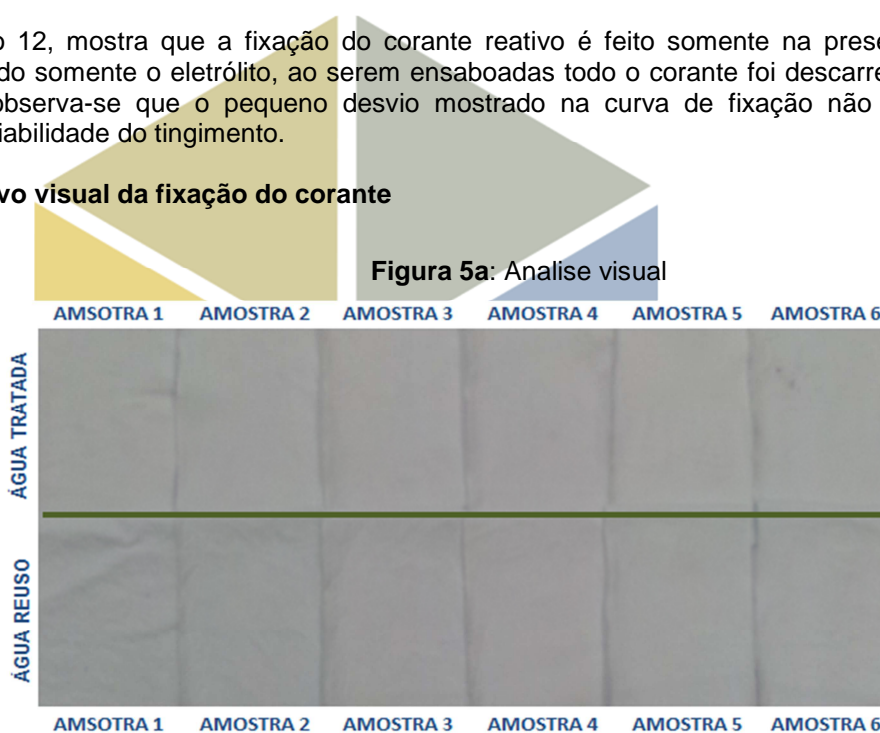 o 12, mostra que a fixação do corante reativo é feito somente na prese
do somente o eletrólito, ao serem ensaboadas todo o corante foi descarre
observa-se que o pequeno desvio mostrado na curva de fixação não
iabilidade do tingimento.
vo visual da fixação do corante
Figura 5a: Analise visual
AMSOTRA 1 AMOSTRA 2 AMOSTRA 3 AMOSTRA 4 AMOSTRA 5 AMOSTRA 6
ÁGUA TRATADA
ÁGUA REUSO
AMSOTRA 1 AMOSTRA 2 AMOSTRA 3 AMOSTRA 4 AMOSTRA 5 AMOSTRA 6